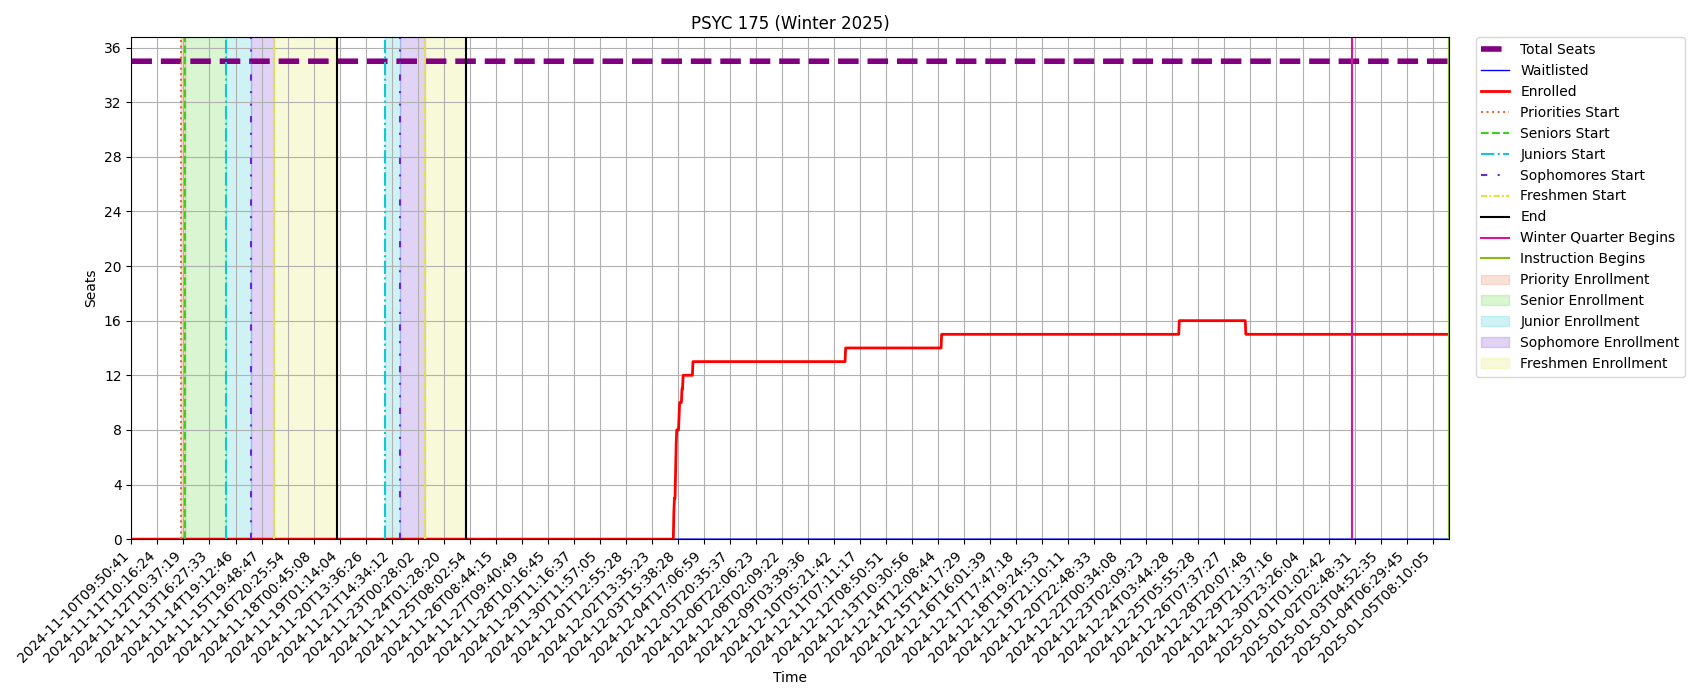 PSYC 175 (Winter 2025)
Seats
36
32
28
24
20
16
12
8
4
0
2024-11-10T09:50:41
2024-11-11T10:16:24
2024-11-12T10:37:19
2024-11-13T16:27:33
2024-11-14T19:12:46
2024-11-15T19:48:47
2024-11-16T20:25:54
2024-11-18T00:45:08
2024-11-19T01:14:04
2024-11-20T13:36:26
2024-11-21T14:34:12
2024-11-23T00:28:02
2024-11-24T01:28:20
2024-11-25T08:02:54
2024-11-26T08:44:15
2024-11-27T09:40:49
2024-11-28T10:16:45
2024-11-29T11:16:37
2024-11-30T11:57:05
2024-12-01T12:55:28
2024-12-02T13:35:23
2024-12-03T15:38:28
2024-12-04T17:06:59
2024-12-05T20:35:37
2024-12-06T22:06:23
2024-12-08T02:09:22
2024-12-09T03:39:36
2024-12-10T05:21:42
2024-12-11T07:11:17
2024-12-12T08:50:51
2024-12-13T10:30:56
2024-12-14T12:08:44
2024-12-15T14:17:29
2024-12-16T16:01:39
2024-12-17T17:47:18
2024-12-18T19:24:53
2024-12-19T21:10:11
2024-12-20T22:48:33
2024-12-22T00:34:08
2024-12-23T02:09:23
2024-12-24T03:44:28
2024-12-25T05:55:28
2024-12-26T07:37:27
2024-12-28T20:07:48
2024-12-29T21:37:16
2024-12-30T23:26:04
2025-01-01T01:02:42
2025-01-02T02:48:31
2025-01-03T04:52:35
2025-01-04T06:29:45
2025-01-05T08:10:05
Time
Total Seats
Waitlisted
Enrolled
Priorities Start
Seniors Start
Juniors Start
Sophomores Start
Freshmen Start
End
Winter Quarter Begins
Instruction Begins
Priority Enrollment
Senior Enrollment
Junior Enrollment
Sophomore Enrollment
Freshmen Enrollment